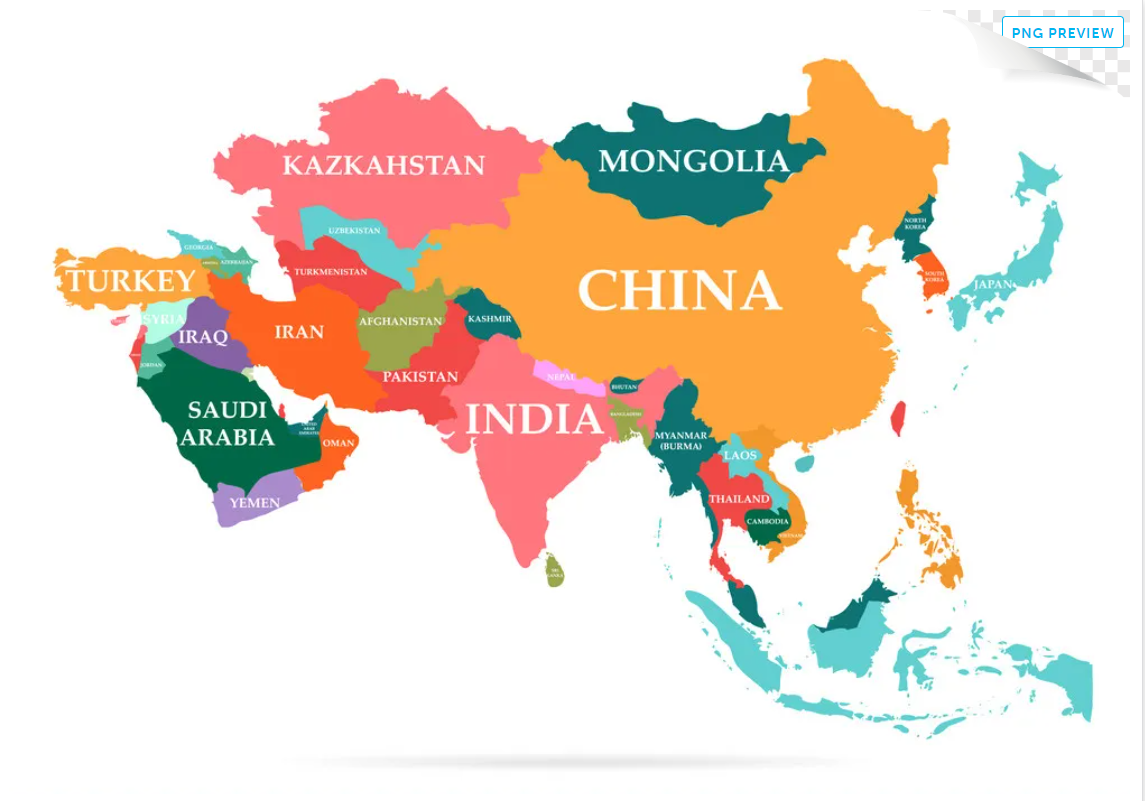 PNG PREVIEW
KAZKAHSTAN
MONGOLIA
UZBEKISTAN
NORTH
KOREA
GEORGIA
AZERBAIJAN
TURKMENISTAN
SOUTH
KOREA
TURKEY
CHINA
JAPAN
SYRIA
IRAQ
IRAN
AFGHANISTAN
KASHMIR
JORDAN
PAKISTAN
NEPAL
BHUTAN
SAUDI
ARABIA
INDIA
BANGLADESH
UNITED
ARAB
EMIRATES
OMAN
MYANMAR
(BURMA)
LAOS
YEMEN
THAILAND
CAMBODIA
VIETNAM
SRI
LANKA